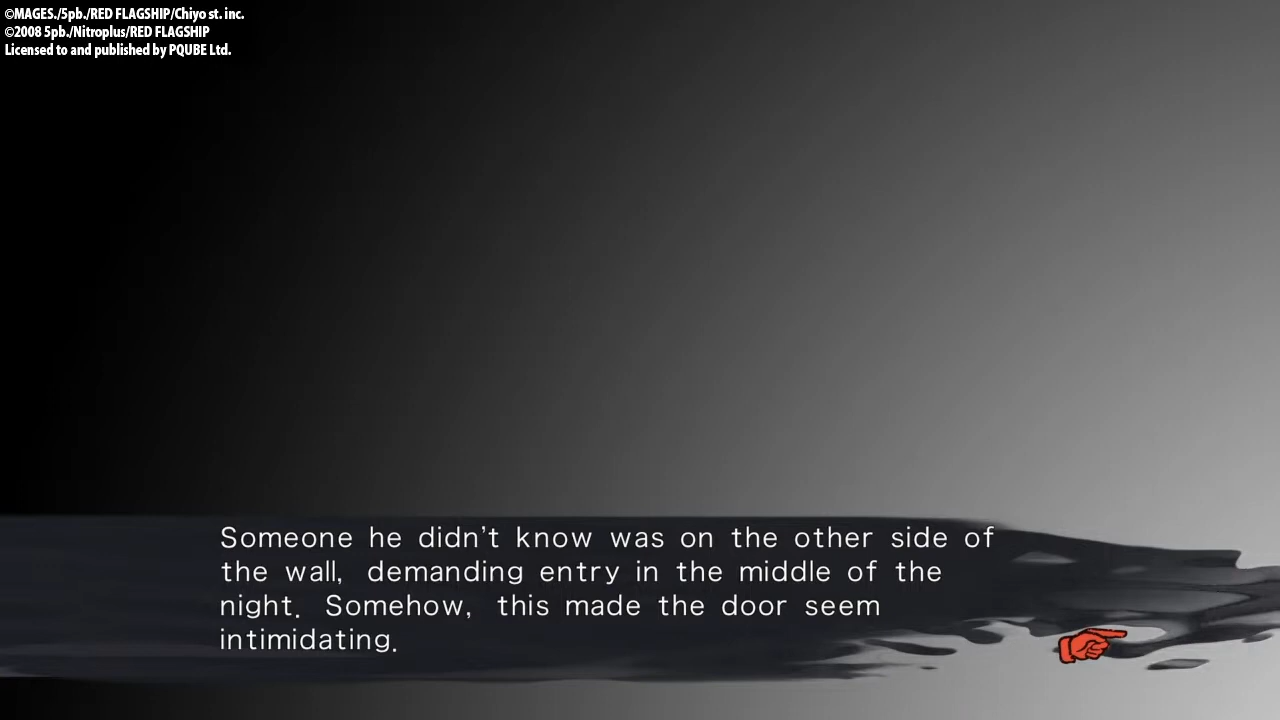 ©MAGES./5pb./RED FLAGSHIP/Chiyo st. inc.
©2008 5pb./Nitroplus/RED FLAGSHIP
Licensed to and published by PQUBE Ltd.
Someone he didn't know was on the other side of
the wall, demanding entry in the middle of the
night. Somehow, this made the door seem
intimidating.